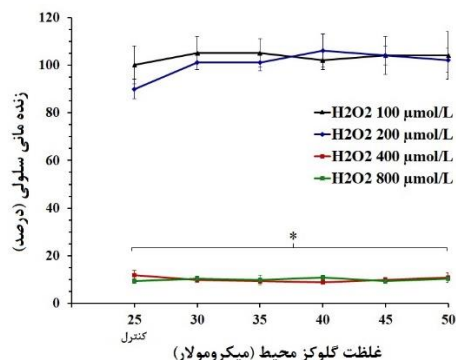 120
100
80
60
40
20
0
زنده مانی سلولی (درصد)
H2O2 100 µmol/L
H2O2 200 µmol/L
H2O2 400 µmol/L
H2O2 800 µmol/L
*
20 25 30 35 40 45 50
کنترل
غلظت گلوکز محیط (میکرومولار)